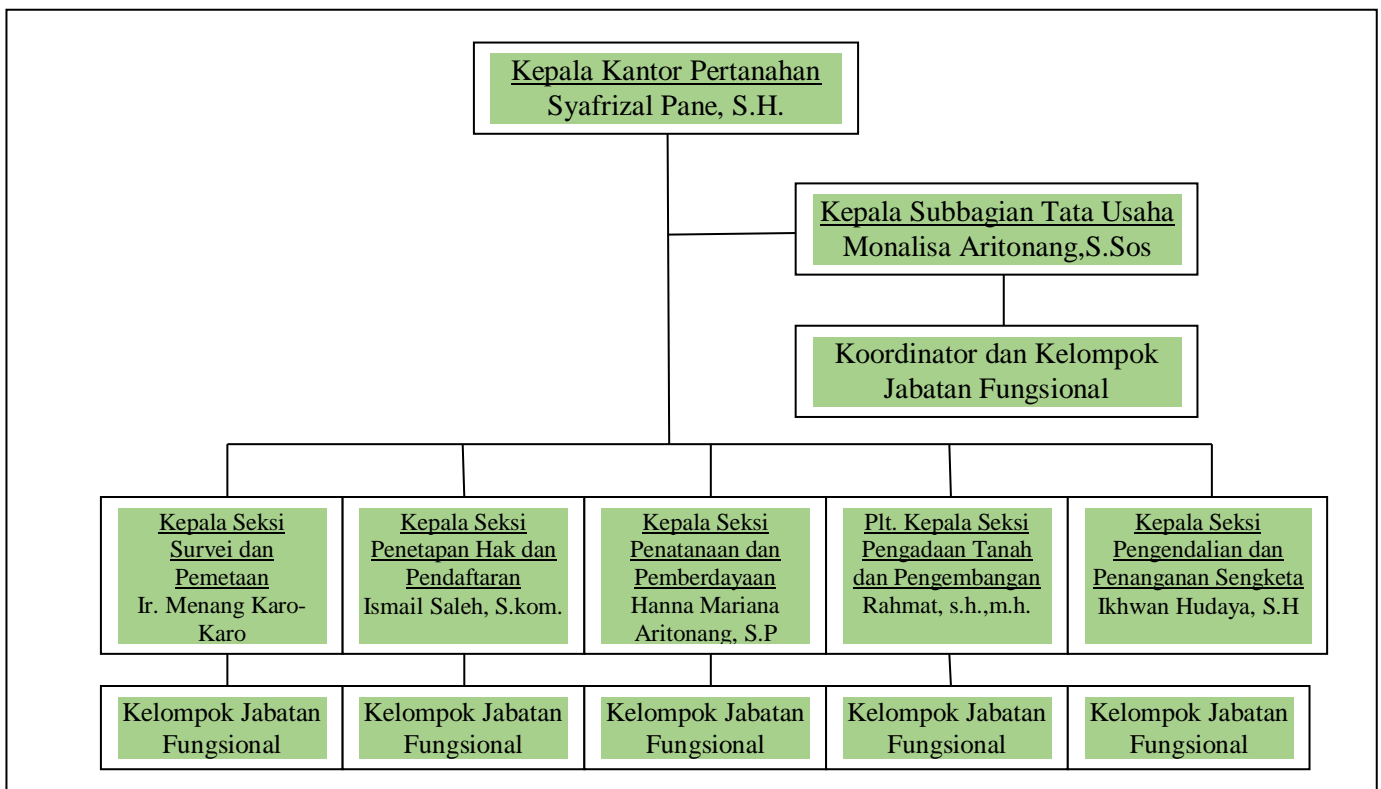 Kepala Kantor Pertanahan
Syafrizal Pane, S.H.
Kepala Subbagian Tata Usaha
Monalisa Aritonang,S.Sos
Koordinator dan Kelompok
Jabatan Fungsional
Kepala Seksi
Survei dan
Pemetaan
Ir. Menang Karo-
Karo
Kepala Seksi
Penetapan Hak dan
Pendaftaran
Ismail Saleh, S.kom.
Kepala Seksi
Penatanaan dan
Pemberdayaan
Hanna Mariana
Aritonang, S.P
Plt. Kepala Seksi
Pengadaan Tanah
dan Pengembangan
Rahmat, s.h.,m.h.
Kepala Seksi
Pengendalian dan
Penanganan Sengketa
Ikhwan Hudaya, S.H
Kelompok Jabatan
Fungsional
Kelompok Jabatan
Fungsional
Kelompok Jabatan
Fungsional
Kelompok Jabatan
Fungsional
Kelompok Jabatan
Fungsional